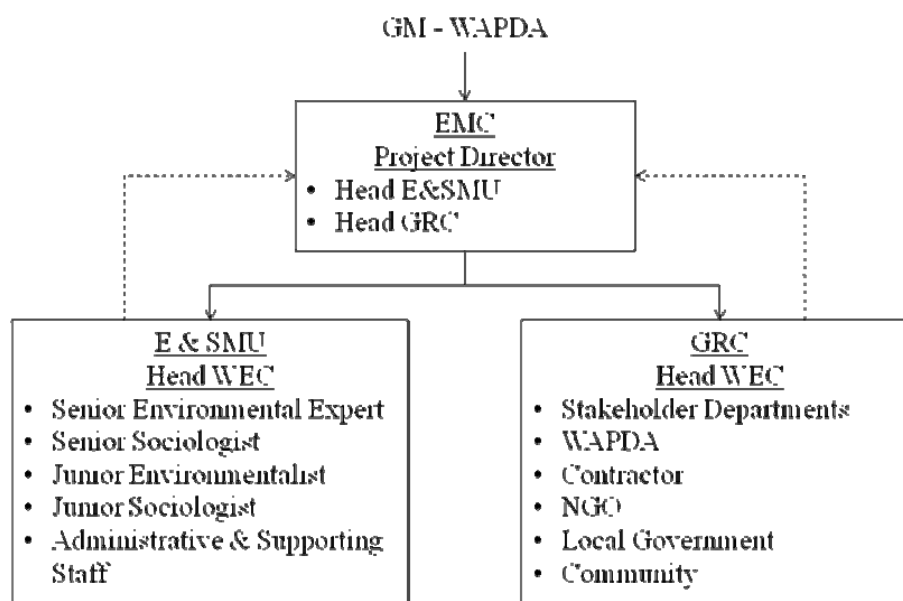 GM - WAPDA
EMC
Project Director
• Head E&SMU
• Head GRC
E & SMU
Head WEC
• Senior Environmental Expert
• Senior Sociologist
• Junior Environmentalist
• Junior Sociologist
• Administrative & Supporting
Staff
GRC
Head WEC
• Stakeholder Departments
• WAPDA
• Contractor
• NGO
• Local Government
• Community